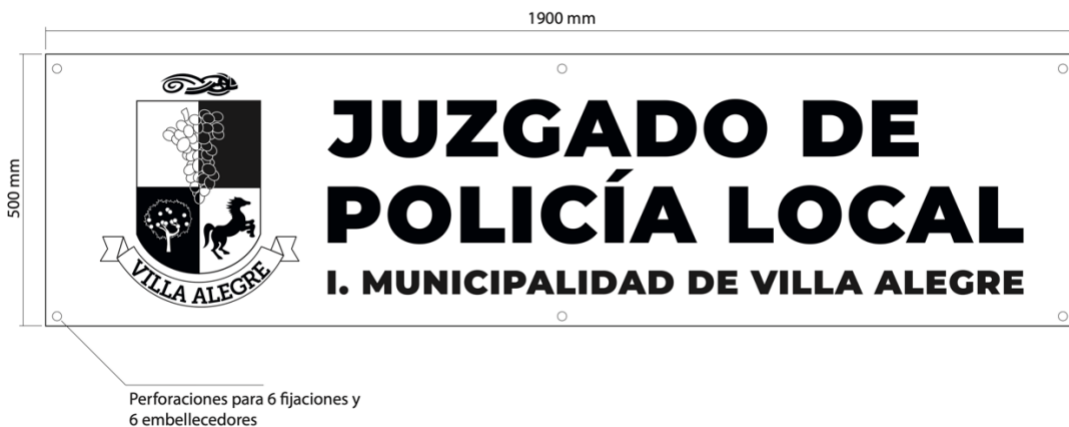 1900 mm
500 mm
JUZGADO DE
POLICÍA LOCAL
I. MUNICIPALIDAD DE VILLA ALEGRE
VILLA ALEGRE
Perforaciones para 6 fijaciones y
6 embellecedores